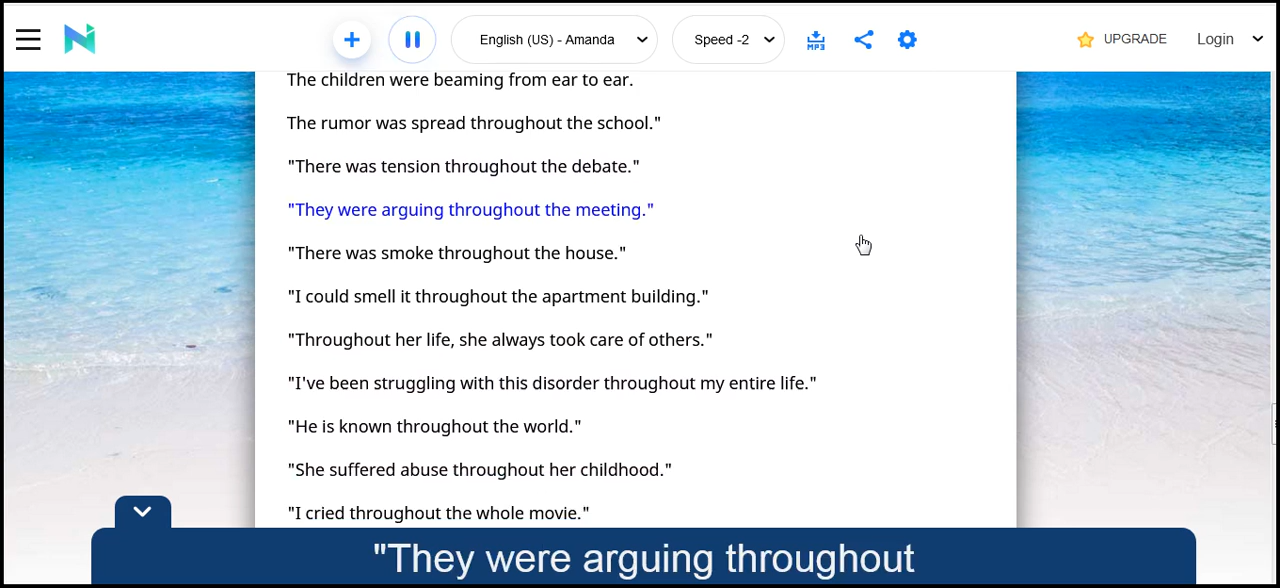 English (US) - Amanda
Speed -2
MP3
UPGRADE
Login
The children were beaming from ear to ear.
The rumor was spread throughout the school."
"There was tension throughout the debate."
"They were arguing throughout the meeting."
"There was smoke throughout the house."
"I could smell it throughout the apartment building."
"Throughout her life, she always took care of others."
"I've been struggling with this disorder throughout my entire life."
"He is known throughout the world."
"She suffered abuse throughout her childhood."
"I cried throughout the whole movie."
"They were arguing throughout